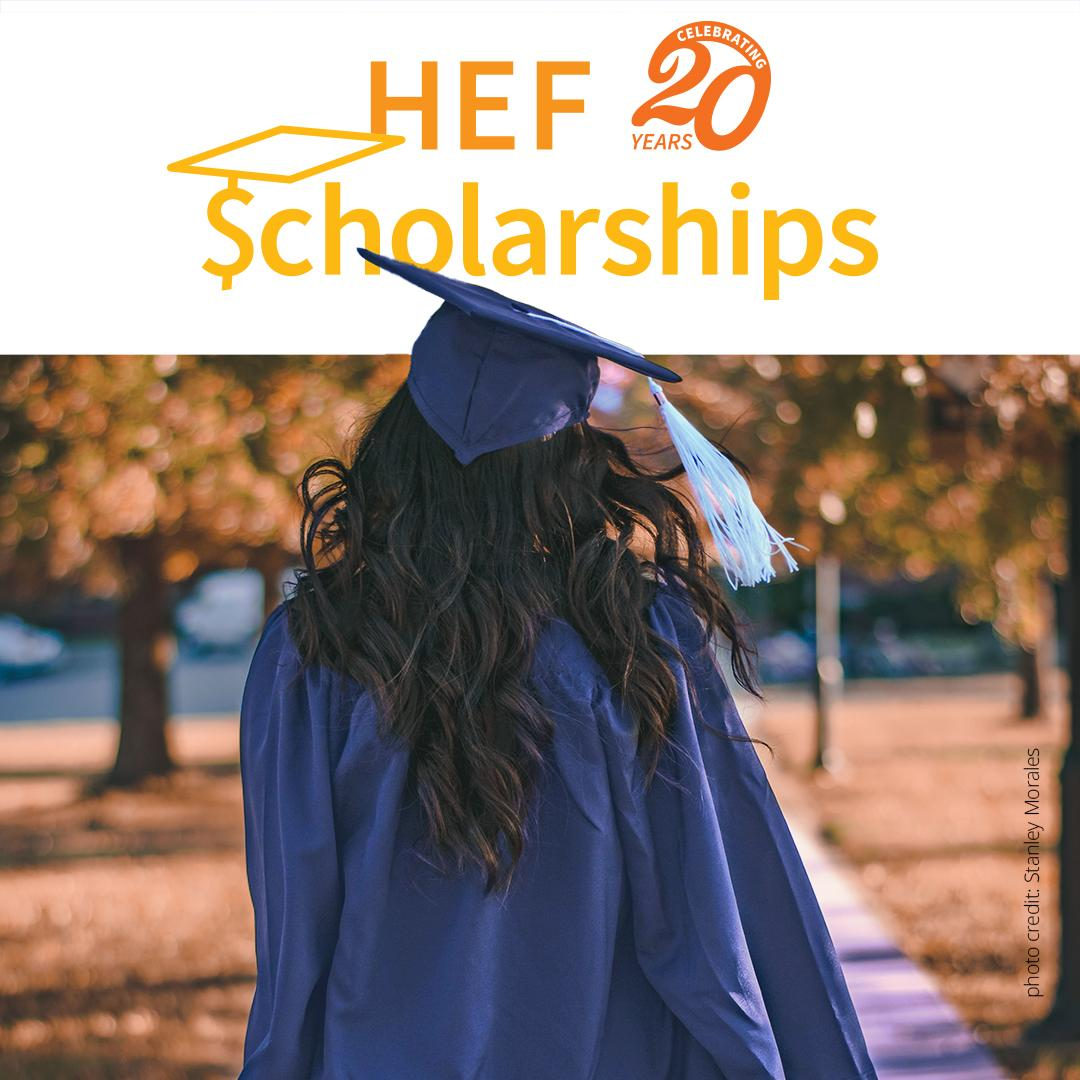 HEF
CELEBRATING
20
YEARS
$cholarships
photo credit: Stanley Morales